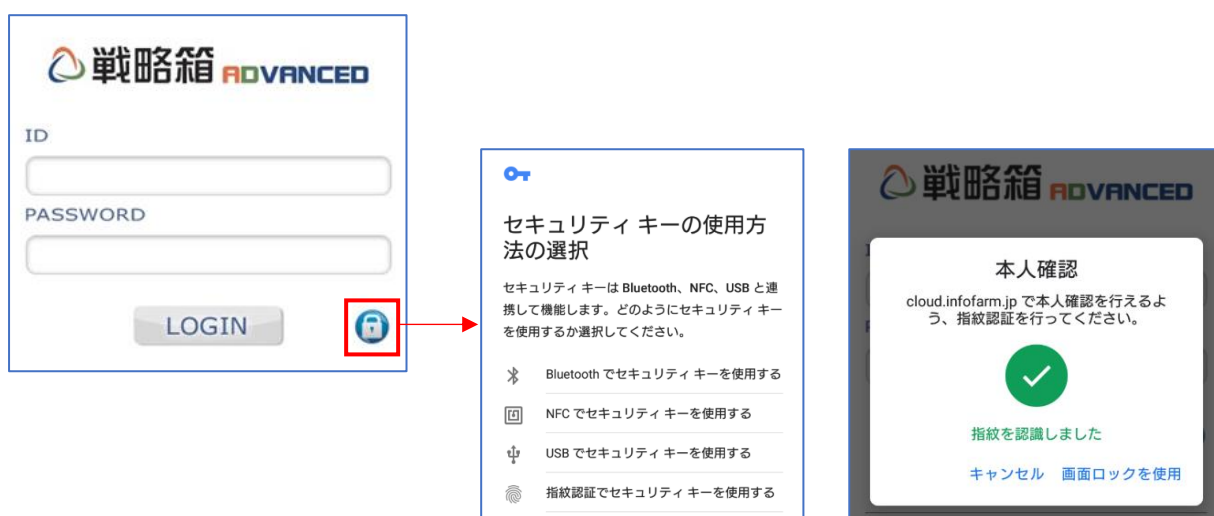 戦略箱 ADVANCED
ID
PASSWORD
LOGIN
セキュリティ キーの使用方
法の選択
セキュリティ キーは Bluetooth、NFC、USB と連
携して機能します。どのようにセキュリティ キー
を使用するか選択してください。
Bluetooth でセキュリティ キーを使用する
NFC でセキュリティ キーを使用する
USB でセキュリティ キーを使用する
指紋認証でセキュリティ キーを使用する
戦略箱 ADVANCED
本人確認
cloud.infofarm.jp で本人確認を行えるよ
う、指紋認証を行ってください。
指紋を認識しました
キャンセル 画面ロックを使用